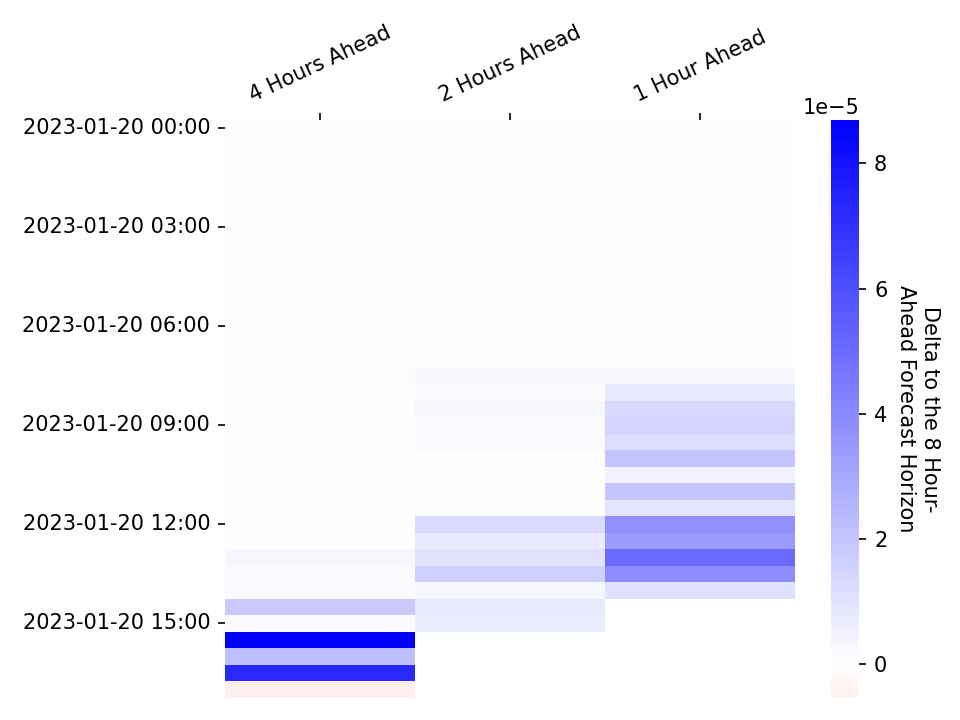 4 Hours Ahead
2 Hours Ahead
1 Hour Ahead
1e−5
2023-01-20 00:00
2023-01-20 03:00
2023-01-20 06:00
2023-01-20 09:00
2023-01-20 12:00
2023-01-20 15:00
8
6
4
2
0
Delta to the 8 Hour-
Ahead Forecast Horizon